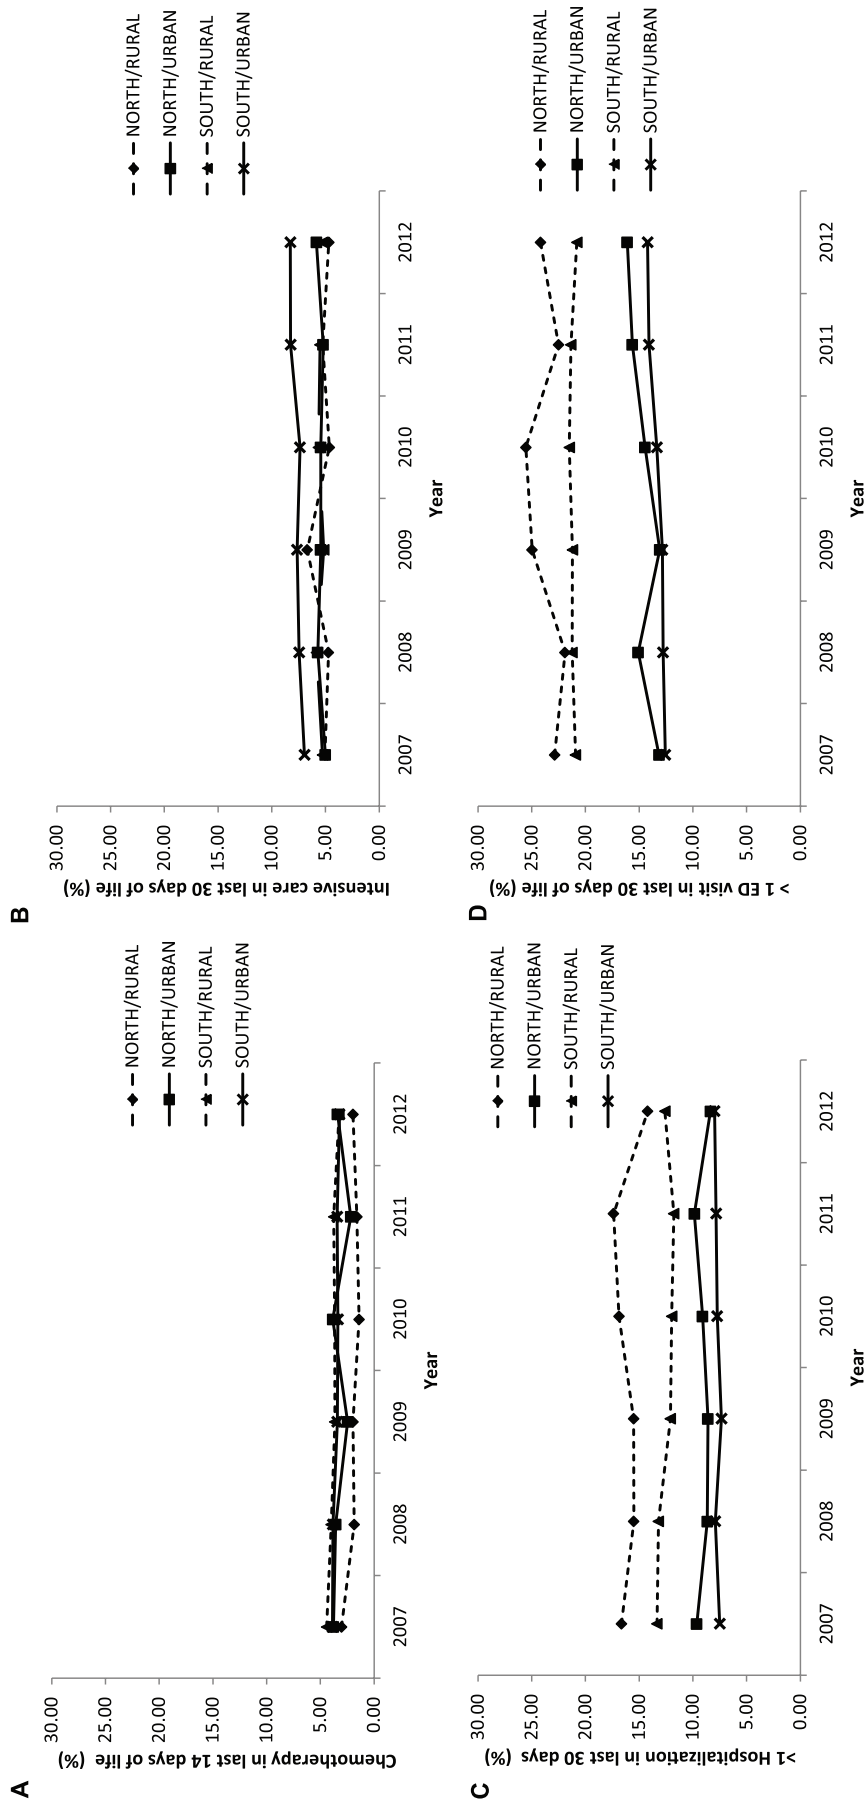 A
Chemotherapy in last 14 days of life (%)
30.00
25.00
20.00
15.00
10.00
5.00
0.00
2007 2008 2009 2010 2011 2012
Year
NORTH/RURAL
NORTH/URBAN
SOUTH/RURAL
SOUTH/URBAN
B
Intensive care in last 30 days of life (%)
30.00
25.00
20.00
15.00
10.00
5.00
0.00
2007 2008 2009 2010 2011 2012
Year
NORTH/RURAL
NORTH/URBAN
SOUTH/RURAL
SOUTH/URBAN
C
>1 Hospitalization in last 30 days (%)
30.00
25.00
20.00
15.00
10.00
5.00
0.00
2007 2008 2009 2010 2011 2012
Year
NORTH/RURAL
NORTH/URBAN
SOUTH/RURAL
SOUTH/URBAN
D
> 1 ED visit in last 30 days of life (%)
30.00
25.00
20.00
15.00
10.00
5.00
0.00
2007 2008 2009 2010 2011 2012
Year
NORTH/RURAL
NORTH/URBAN
SOUTH/RURAL
SOUTH/URBAN